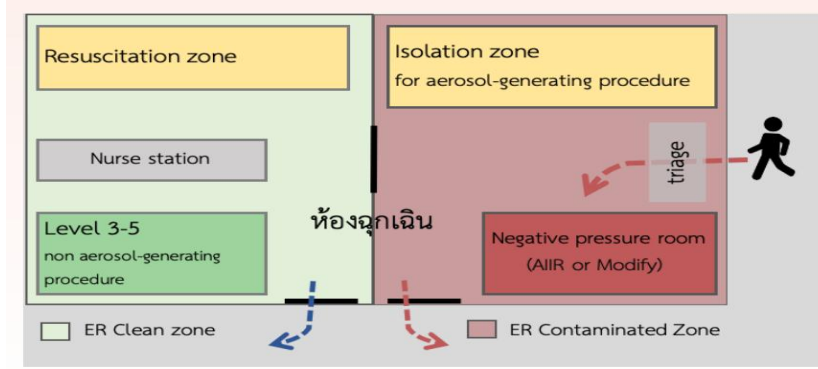 Resuscitation zone
Isolation zone
for aerosol-generating procedure
Nurse station
triage
ห้องฉุกเฉิน
Level 3-5
non aerosol-generating
procedure
Negative pressure room
(AIIR or Modify)
ER Clean zone
ER Contaminated Zone